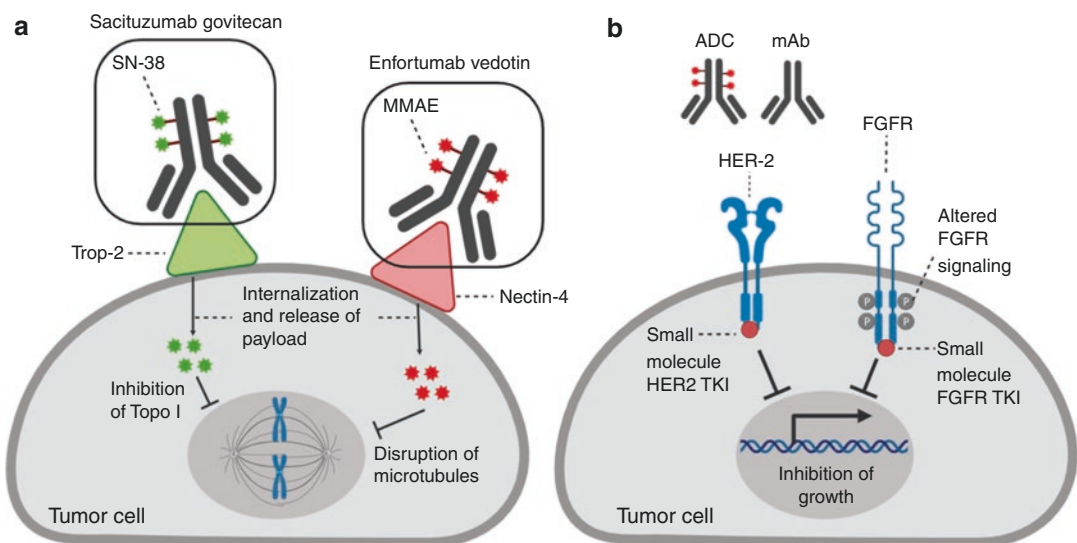 a
Sacituzumab govitecan
SN-38
Enfortumab vedotin
MMAE
Trop-2
Nectin-4
Internalization
and release of
payload
Inhibition
of Topo I
Disruption of
microtubules
Tumor cell
b
ADC
mAb
HER-2
FGFR
Altered
FGFR
signaling
P
P
P
P
Small
molecule
HER2 TKI
Small
molecule
FGFR TKI
Inhibition of
growth
Tumor cell